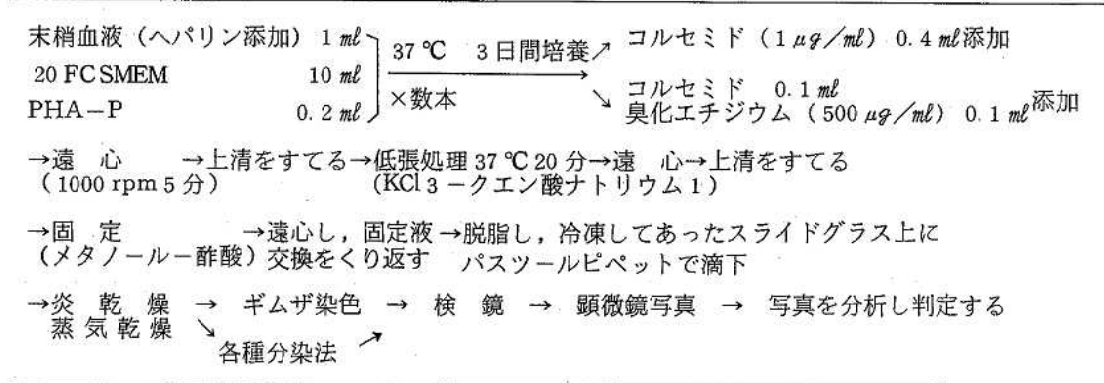 末梢血液（ヘパリン添加）1 ml
20 FCSMEM 10 ml
PHA－P 0.2 ml
37 ℃ 3日間培養
×数本
↗ コルセミド（1 μg／ml）0.4 ml添加
↘ コルセミド 0.1 ml
臭化エチジウム（500 μg／ml）0.1 ml 添加
→遠 心 →上清をすてる→低張処理 37 ℃ 20 分→遠 心→上清をすてる
（1000 rpm 5 分） （KCl 3 －クエン酸ナトリウム 1）
→固 定 →遠心し，固定液→脱脂し，冷凍してあったスライドグラス上に
（メタノール－酢酸）交換をくり返す パスツールピペットで滴下
→炎 乾 燥 → ギムザ染色 → 検 鏡 → 顕微鏡写真 → 写真を分析し判定する
蒸 気 乾 燥 ↘ 各種分染法 ↗